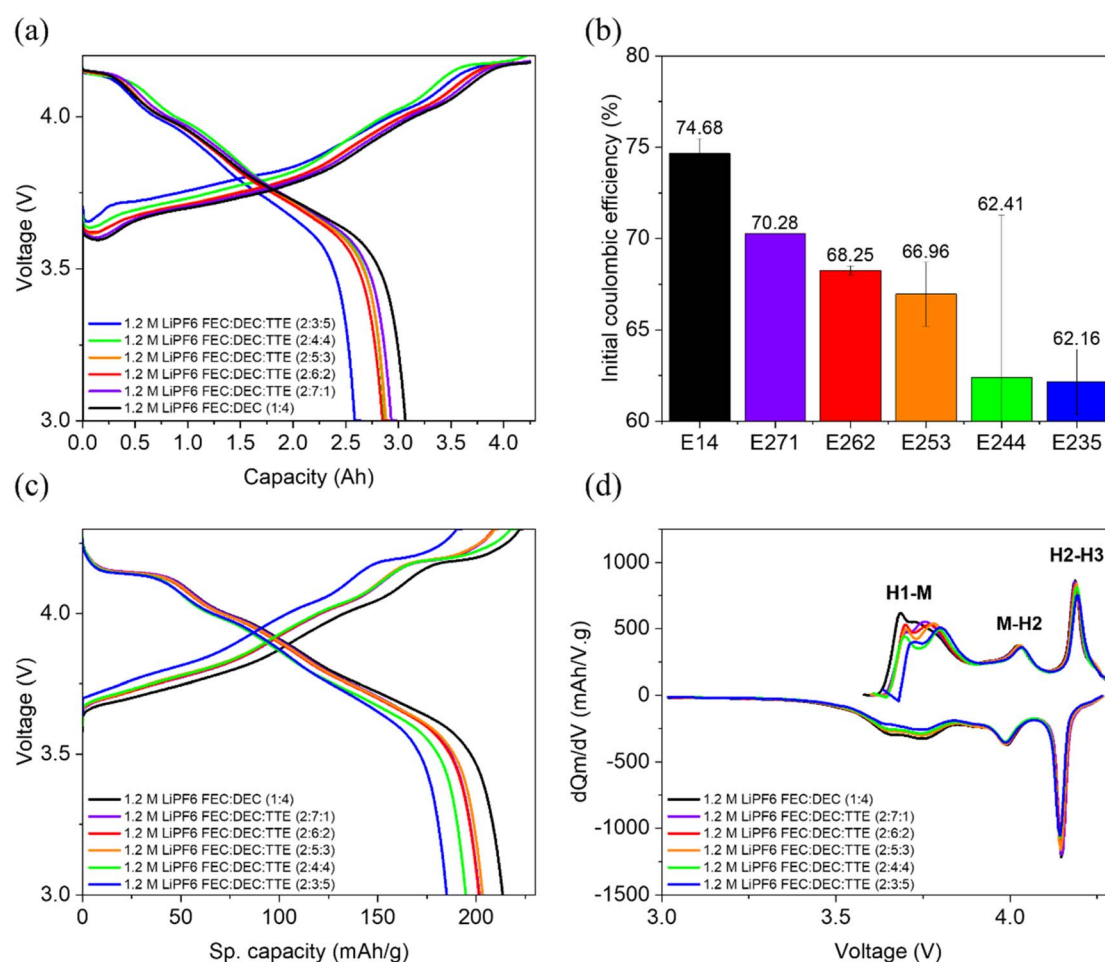 (a)
4.0
3.5
3.0
Voltage (V)
1.2 M LiPF6 FEC:DEC:TTE (2:3:5)
1.2 M LiPF6 FEC:DEC:TTE (2:4:4)
1.2 M LiPF6 FEC:DEC:TTE (2:5:3)
1.2 M LiPF6 FEC:DEC:TTE (2:6:2)
1.2 M LiPF6 FEC:DEC:TTE (2:7:1)
1.2 M LiPF6 FEC:DEC (1:4)
0.0 0.5 1.0 1.5 2.0 2.5 3.0 3.5 4.0
Capacity (Ah)
(b)
80
75
70
65
60
Initial coulombic efficiency (%)
74.68
70.28
68.25
66.96
62.41
62.16
E14 E271 E262 E253 E244 E235
(c)
4.0
3.5
3.0
Voltage (V)
1.2 M LiPF6 FEC:DEC (1:4)
1.2 M LiPF6 FEC:DEC:TTE (2:7:1)
1.2 M LiPF6 FEC:DEC:TTE (2:6:2)
1.2 M LiPF6 FEC:DEC:TTE (2:5:3)
1.2 M LiPF6 FEC:DEC:TTE (2:4:4)
1.2 M LiPF6 FEC:DEC:TTE (2:3:5)
0 50 100 150 200
Sp. capacity (mAh/g)
(d)
1000
500
0
-500
-1000
-1500
dQm/dV (mAh/V.g)
H1-M
M-H2
H2-H3
1.2 M LiPF6 FEC:DEC (1:4)
1.2 M LiPF6 FEC:DEC:TTE (2:7:1)
1.2 M LiPF6 FEC:DEC:TTE (2:6:2)
1.2 M LiPF6 FEC:DEC:TTE (2:5:3)
1.2 M LiPF6 FEC:DEC:TTE (2:4:4)
1.2 M LiPF6 FEC:DEC:TTE (2:3:5)
3.0 3.5 4.0
Voltage (V)